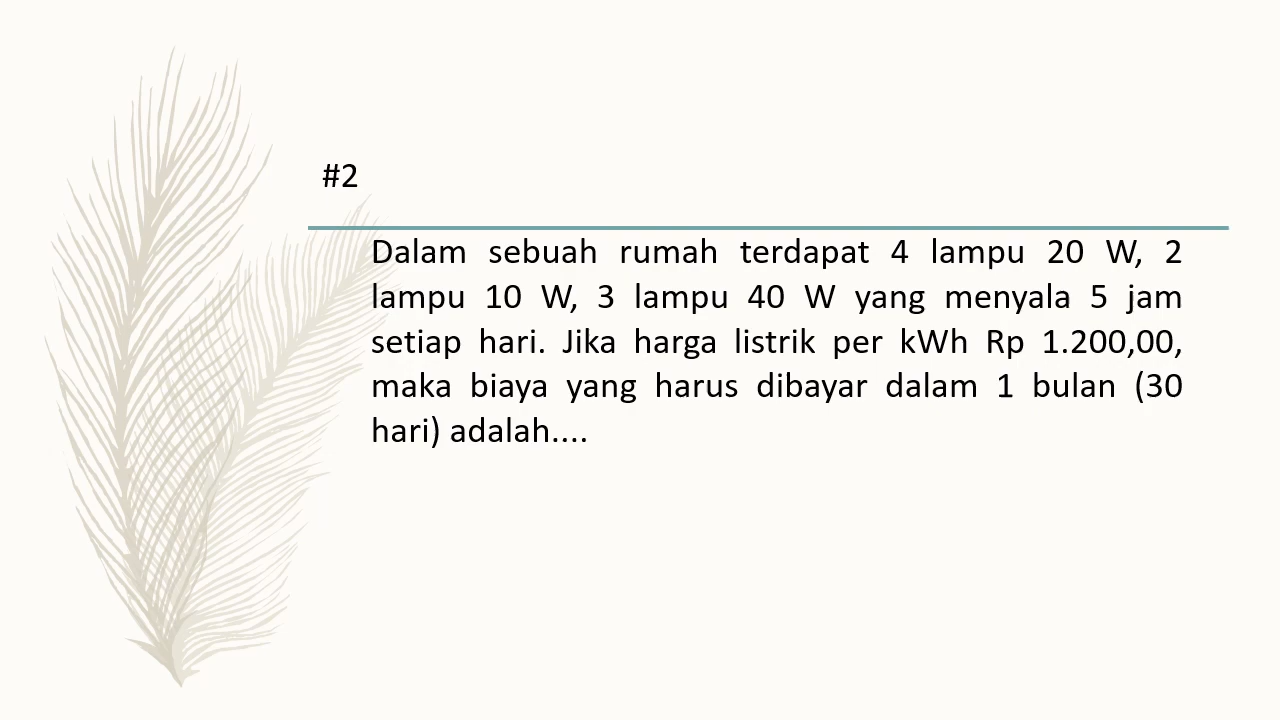 #2
Dalam sebuah rumah terdapat 4 lampu 20 W, 2
lampu 10 W, 3 lampu 40 W yang menyala 5 jam
setiap hari. Jika harga listrik per kWh Rp 1.200,00,
maka biaya yang harus dibayar dalam 1 bulan (30
hari) adalah....